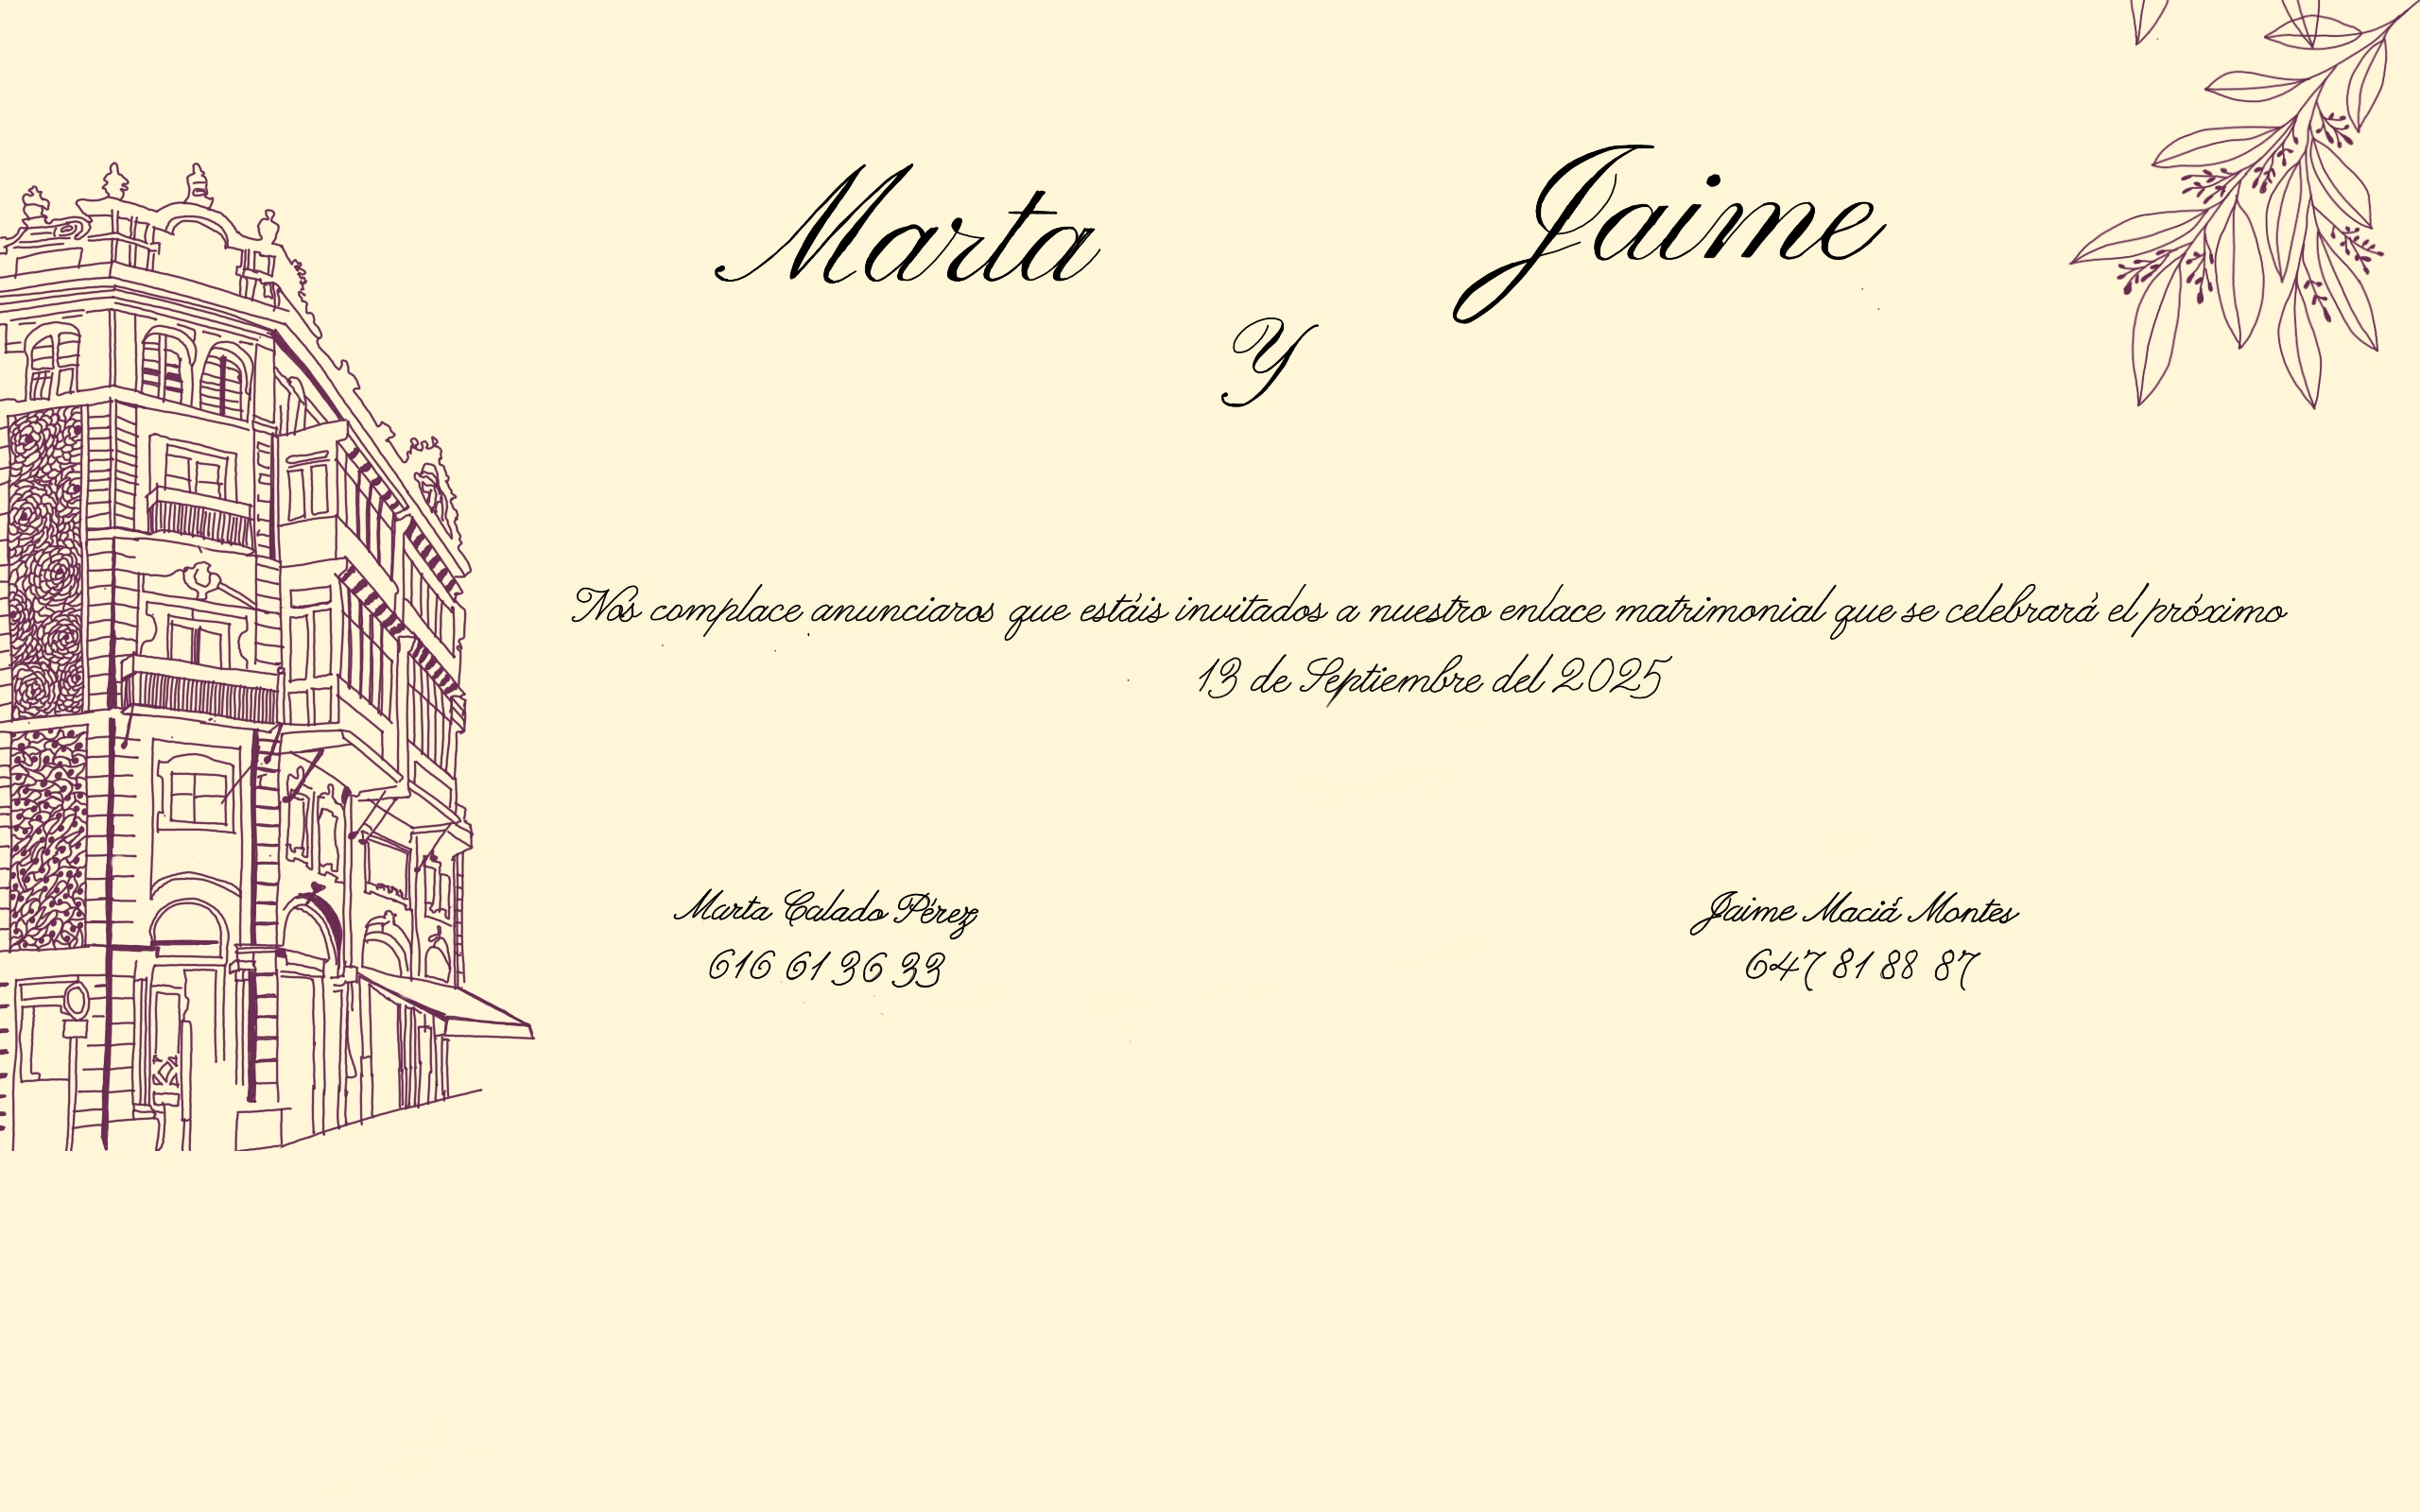 Marta
Jaime
Y
Nos complace anunciaros que estáis invitados a nuestro enlace matrimonial que se celebrará el próximo
13 de Septiembre del 2025
Marta Calado Pérez
616 61 36 33
Jaime Maciá Montes
647 81 88 87